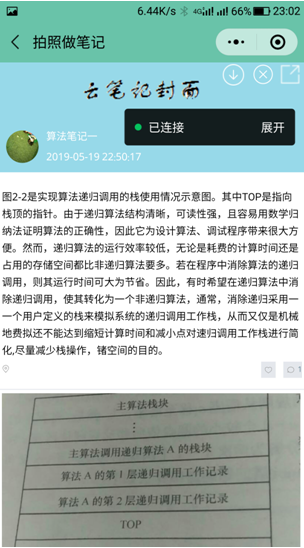 6.44K/s 4G 66% 23:02
拍照做笔记
云笔记封面
已连接 展开
算法笔记一
2019-05-19 22:50:17
图2-2是实现算法递归调用的栈使用情况示意图。其中TOP是指向
栈顶的指针。由于递归算法结构清晰，可读性强，且容易用数学归
纳法证明算法的正确性，因此它为设计算法、调试程序带来很大方
便。然而，递归算法的运行效率较低，无论是耗费的计算时间还是
占用的存储空间都比非递归算法要多。若在程序中消除算法的递归
调用，则其运行时间可大为节省。因此，有时希望在递归算法中消
除递归调用，使其转化为一个非递归算法，通常，消除递归采用一
一个用户定义的栈来模拟系统的递归调用工作栈，从而又仅是机械
地费拟还不能达到缩短计算时间和减小点对速归调用工作栈进行简
化,尽量减少栈操作，锗空间的目的。
1
主算法栈块
⋮
主算法调用递归算法 A 的栈块
算法 A 的第 1 层递归调用工作记录
算法 A 的第 2 层递归调用工作记录
TOP